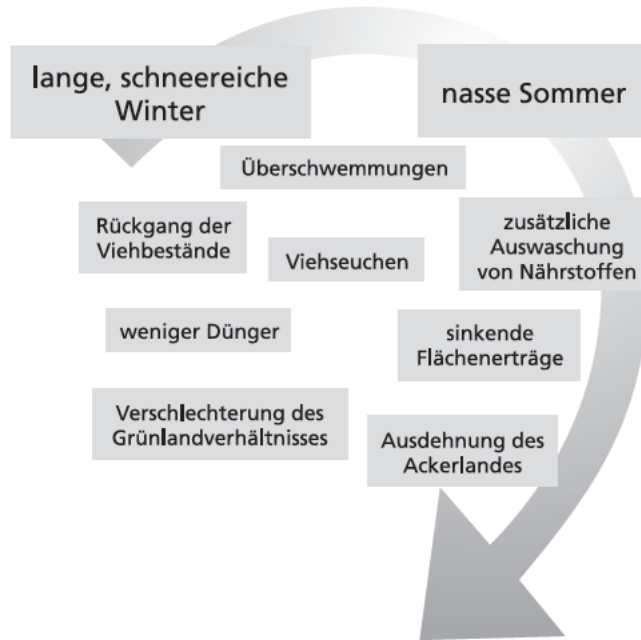 lange, schneereiche
Winter
nasse Sommer
Überschwemmungen
Rückgang der
Viehbestände
Viehseuchen
zusätzliche
Auswaschung
von Nährstoffen
weniger Dünger
sinkende
Flächenerträge
Verschlechterung des
Grünlandverhältnisses
Ausdehnung des
Ackerlandes